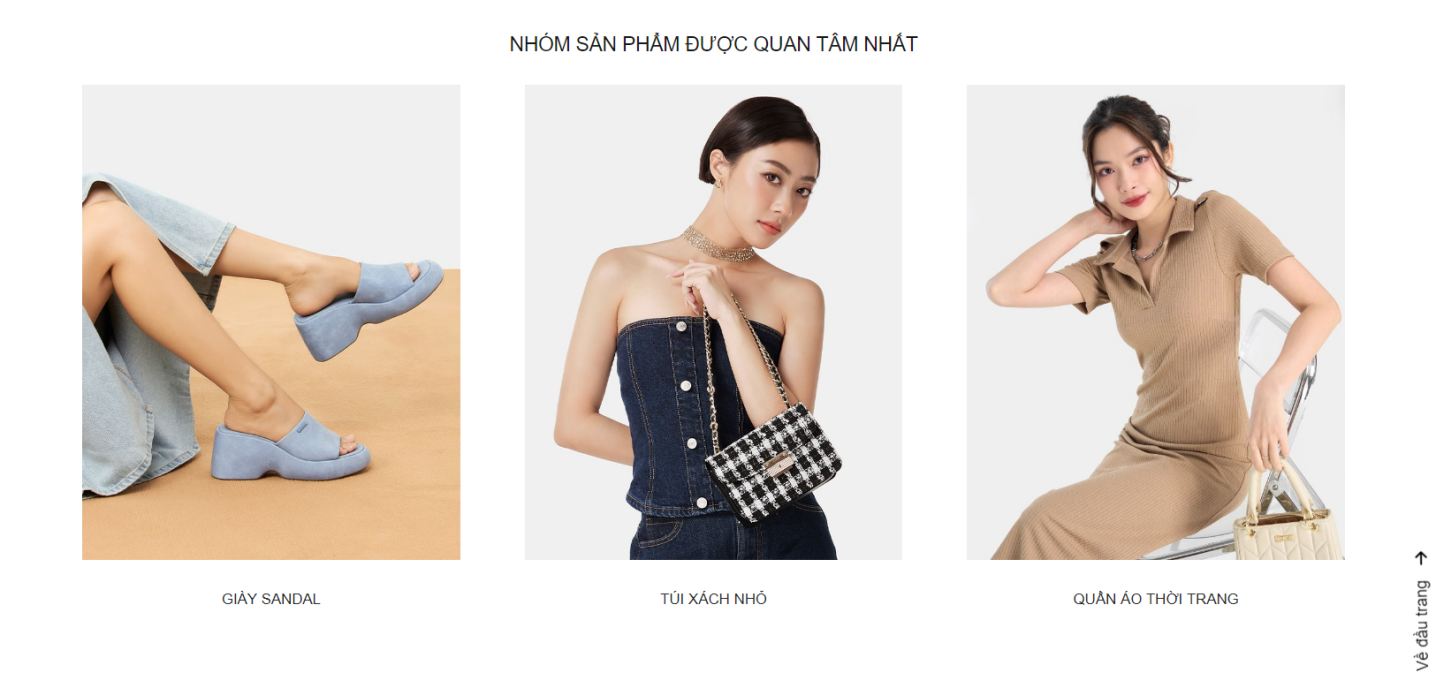 NHÓM SẢN PHẨM ĐƯỢC QUAN TÂM NHẤT
GIÀY SANDAL
TÚI XÁCH NHỎ
QUẦN ÁO THỜI TRANG
Về đầu trang →